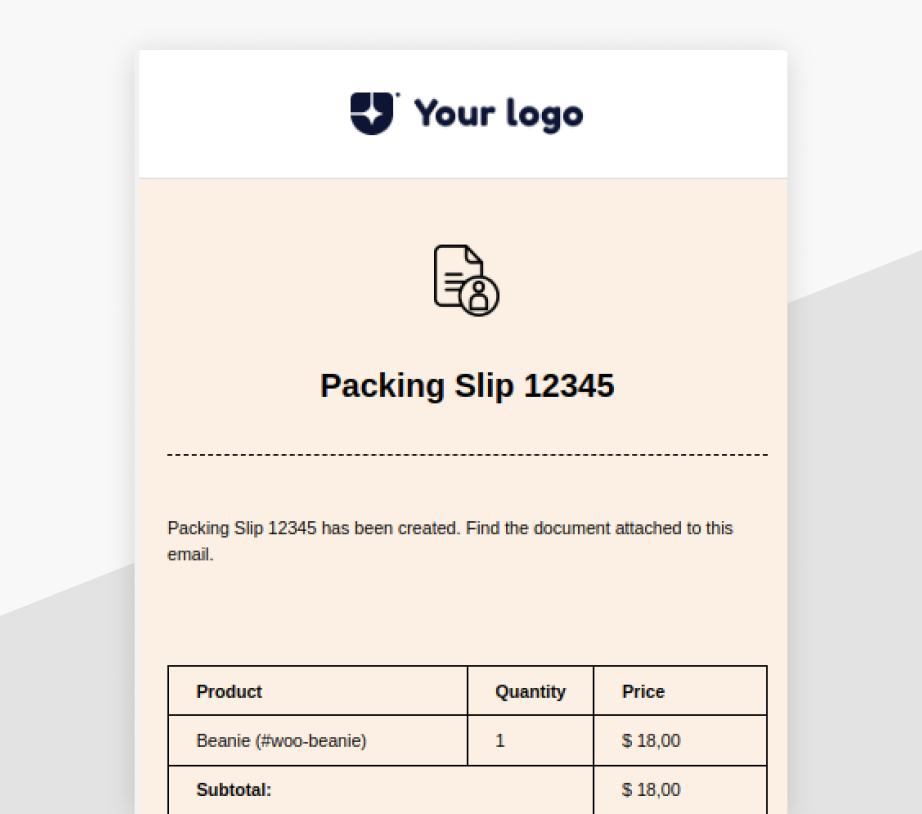 Your logo
Packing Slip 12345
Packing Slip 12345 has been created. Find the document attached to this
email.
Product Quantity Price
Beanie (#woo-beanie) 1 $ 18,00
Subtotal: $ 18,00